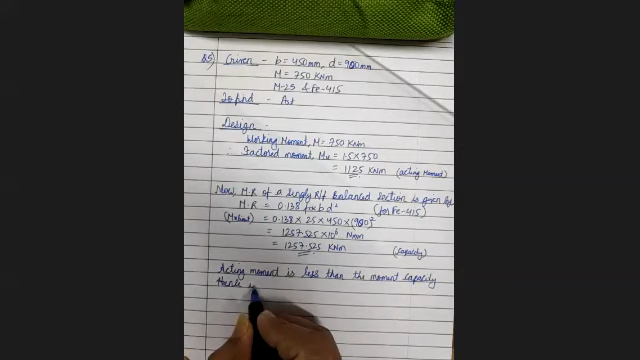 Q5) Given - b = 450mm, d = 900mm
M = 750 KNm
M-25 & Fe-415
To find - Ast
Design -
Working Moment, M = 750 KNm
∴ Factored moment, Mu = 1.5 × 750
= 1125 KNm (acting Moment)
Now, M.R of a Singly R/f Balanced Section is given by
M.R = 0.138 fck bd² (for Fe-415)
= 0.138 × 25 × 450 × (900)²
= 1257.525 × 10⁶ Nmm
= 1257.525 KNm (Capacity)
Acting moment is less than the moment capacity
Hence